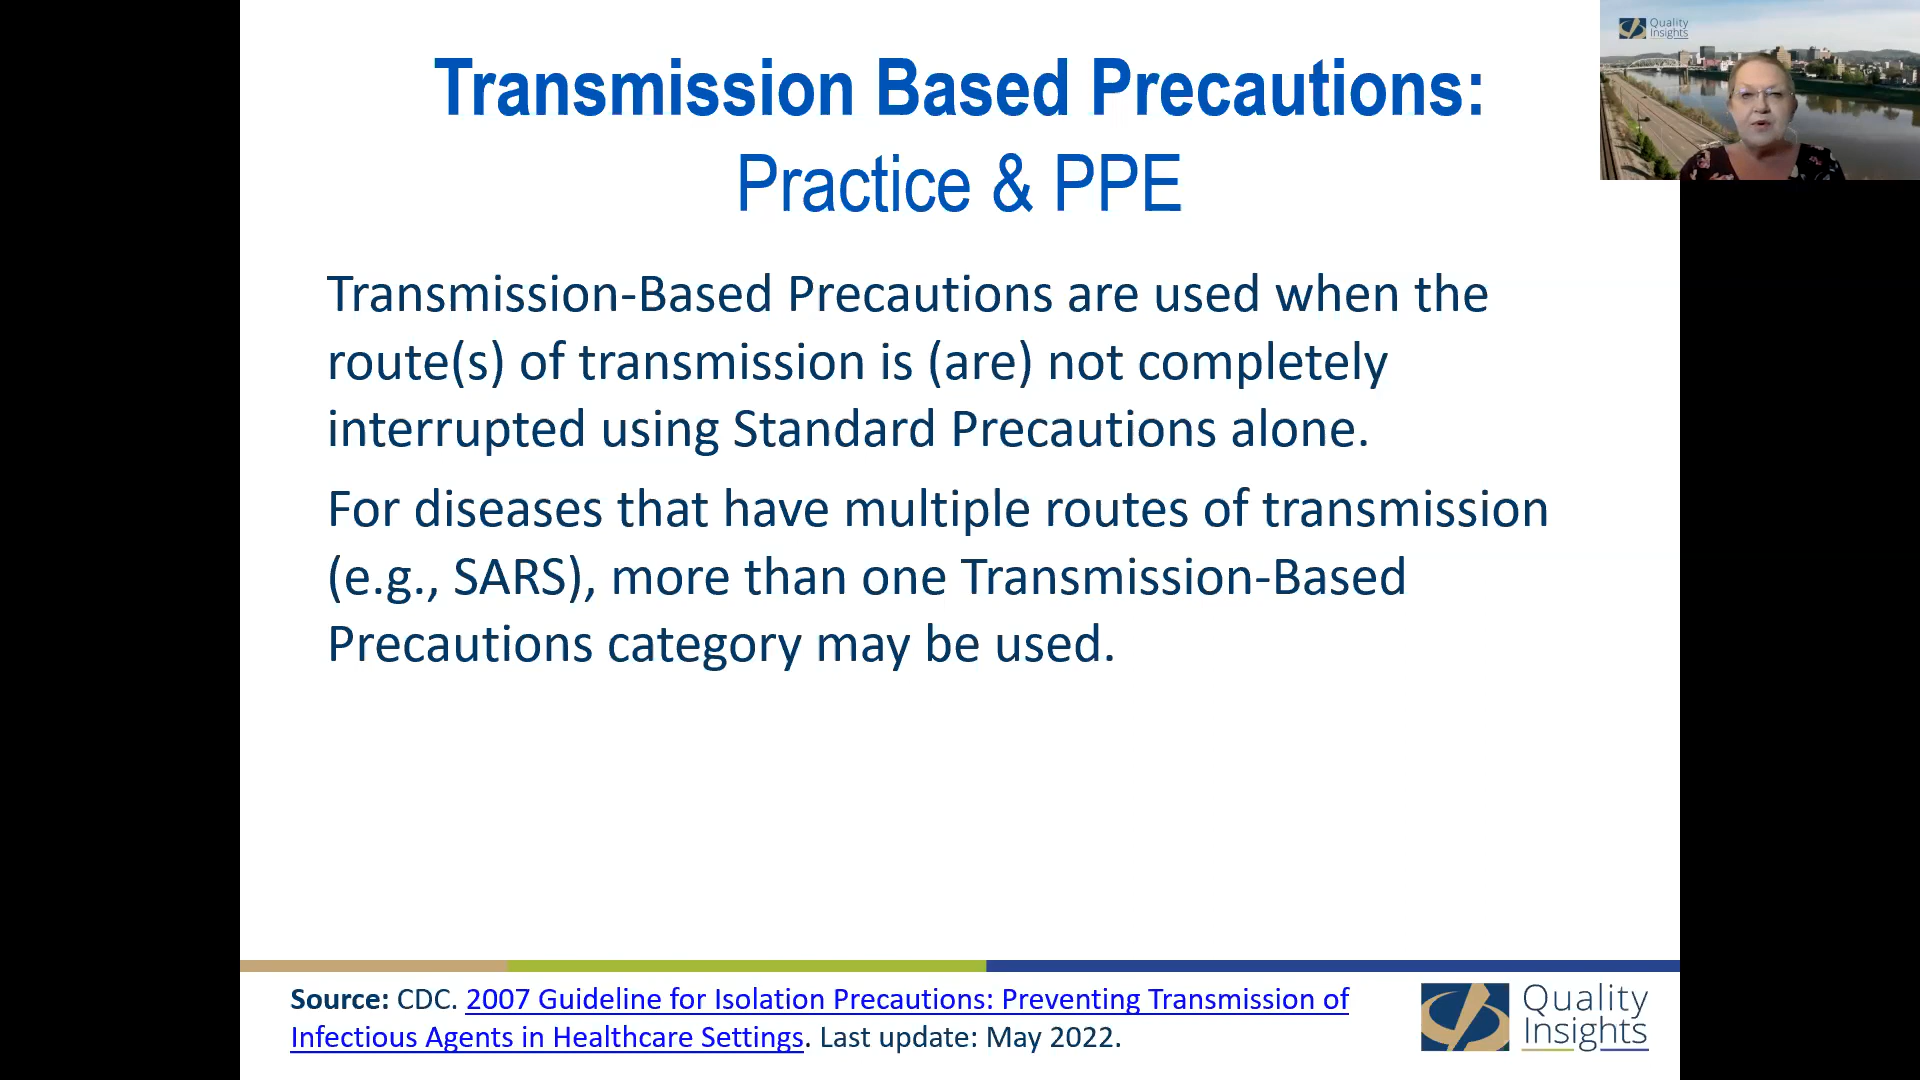 Transmission Based Precautions:
Practice & PPE
Quality
Insights
Transmission-Based Precautions are used when the
route(s) of transmission is (are) not completely
interrupted using Standard Precautions alone.
For diseases that have multiple routes of transmission
(e.g., SARS), more than one Transmission-Based
Precautions category may be used.
Source: CDC. 2007 Guideline for Isolation Precautions: Preventing Transmission of
Infectious Agents in Healthcare Settings. Last update: May 2022.
Quality
Insights